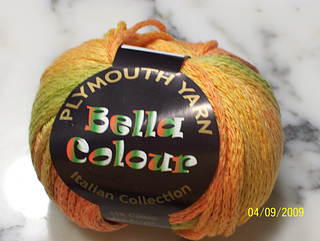 PLYMOUTH YARN
Bella
Colour
Italian Collection
04/09/2009